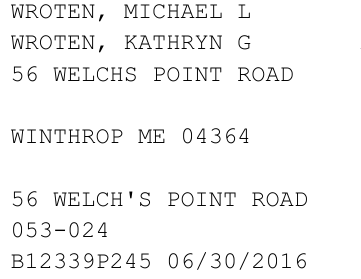 WROTEN, MICHAEL L
WROTEN, KATHRYN G
56 WELCHS POINT ROAD
WINTHROP ME 04364
56 WELCH'S POINT ROAD
053-024
B12339P245 06/30/2016